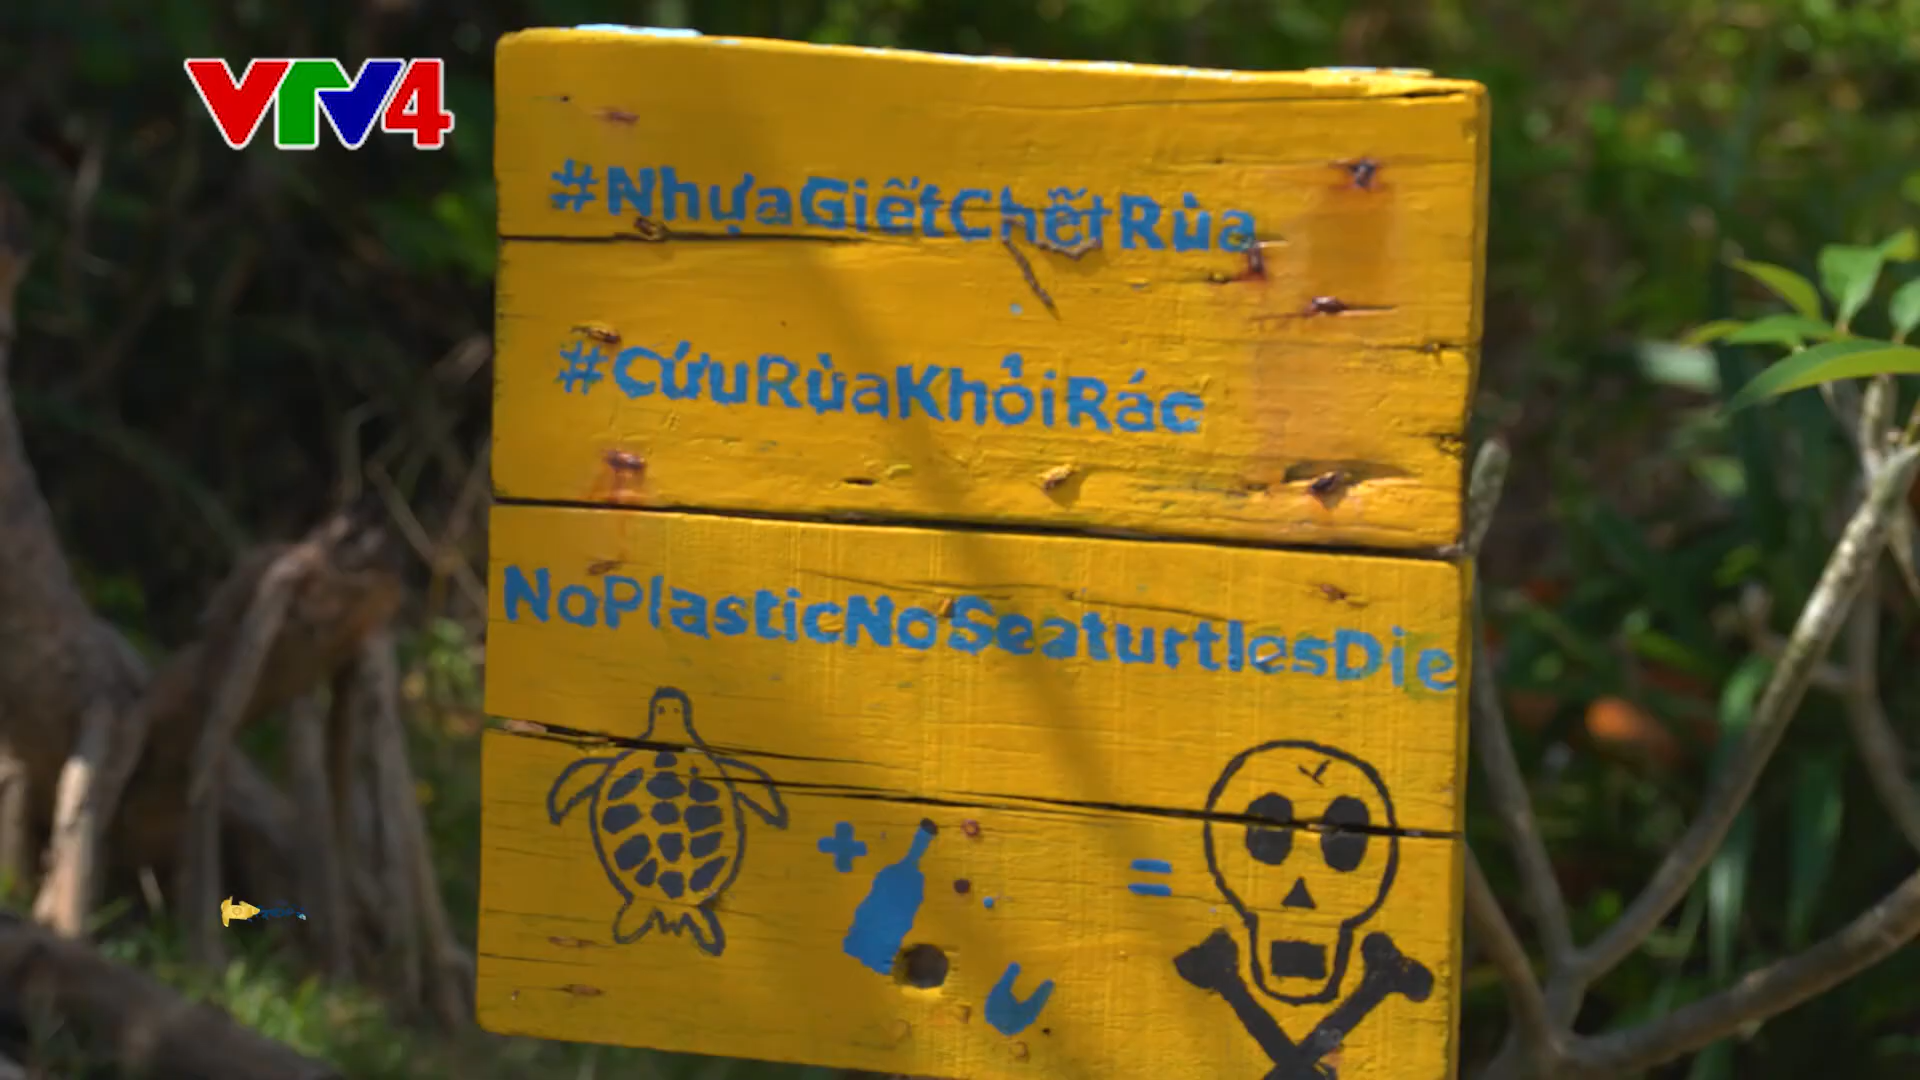 VTV4
#NhựaGiếtChếtRùa
#CứuRùaKhỏiRác
NoPlasticNoSeaturtlesDie
+
=